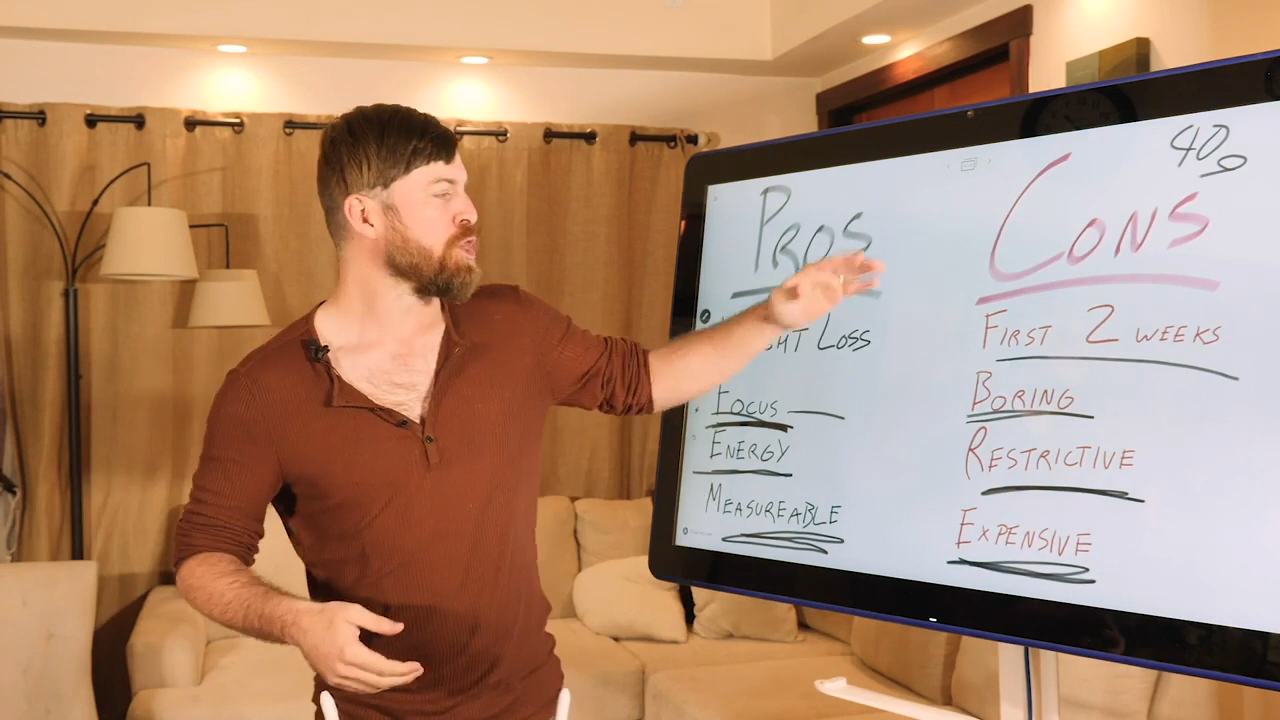 40g
PROS
CONS
LOSS
FOCUS
ENERGY
MEASUREABLE
FIRST 2 WEEKS
BORING
RESTRICTIVE
EXPENSIVE